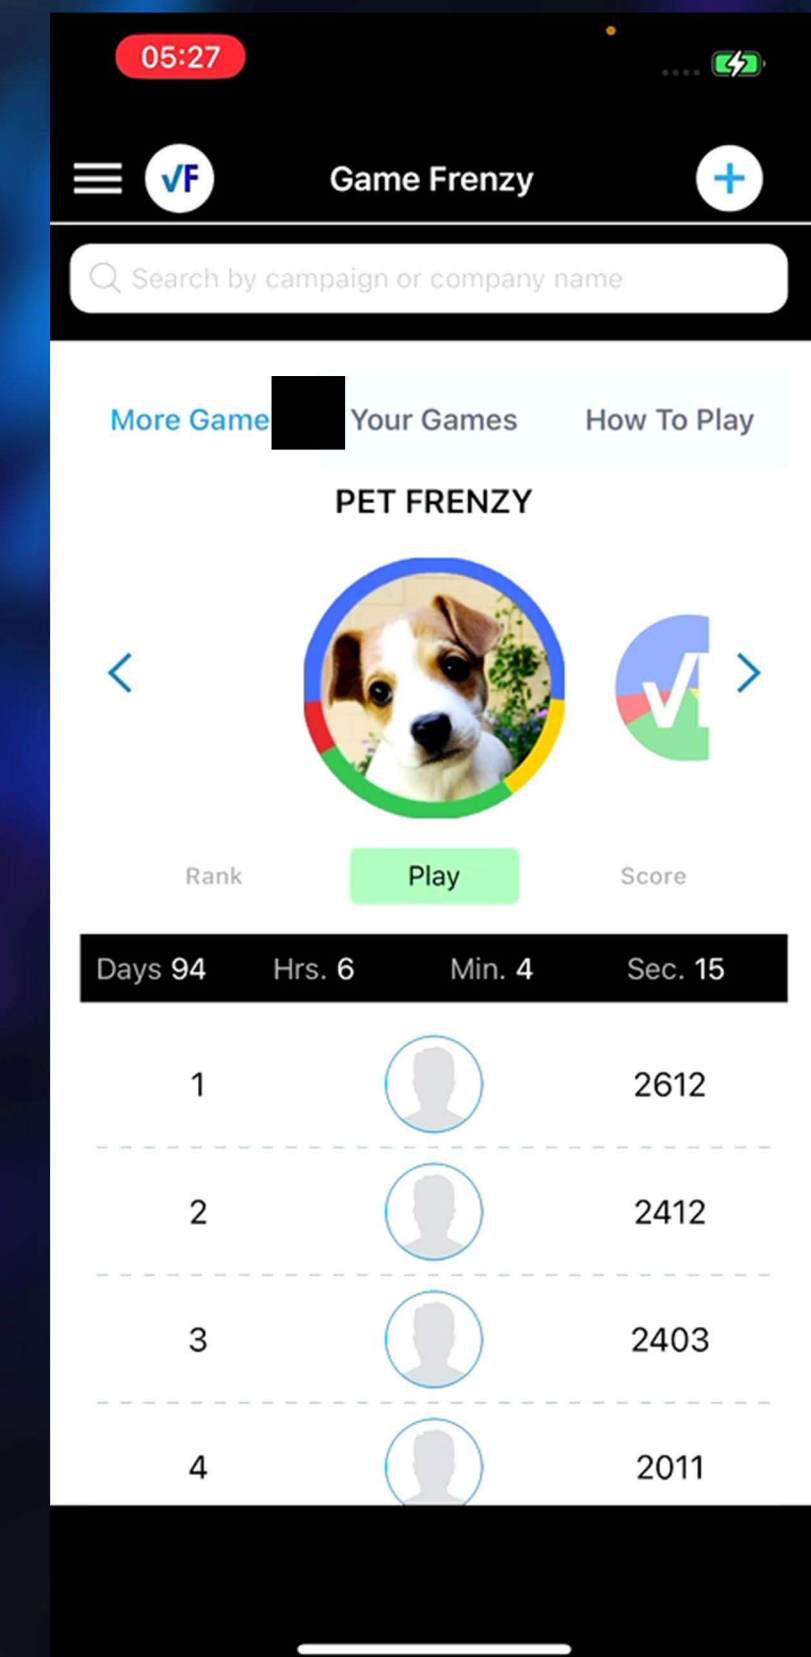 05:27
√F Game Frenzy +
Search by campaign or company name
More Game Your Games How To Play
PET FRENZY
Rank Play Score
Days 94 Hrs. 6 Min. 4 Sec. 15
1 2612
2 2412
3 2403
4 2011